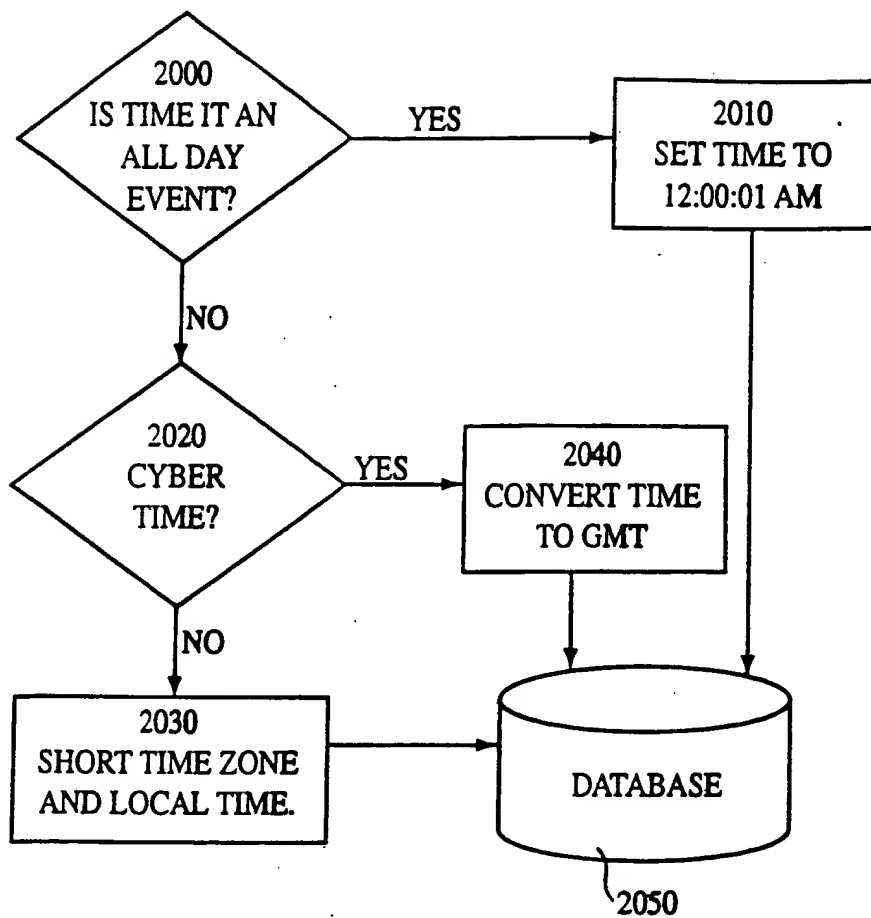 2000
IS TIME IT AN
ALL DAY
EVENT?
YES
2010
SET TIME TO
12:00:01 AM
NO
2020
CYBER
TIME?
YES
2040
CONVERT TIME
TO GMT
NO
2030
SHORT TIME ZONE
AND LOCAL TIME.
DATABASE
2050